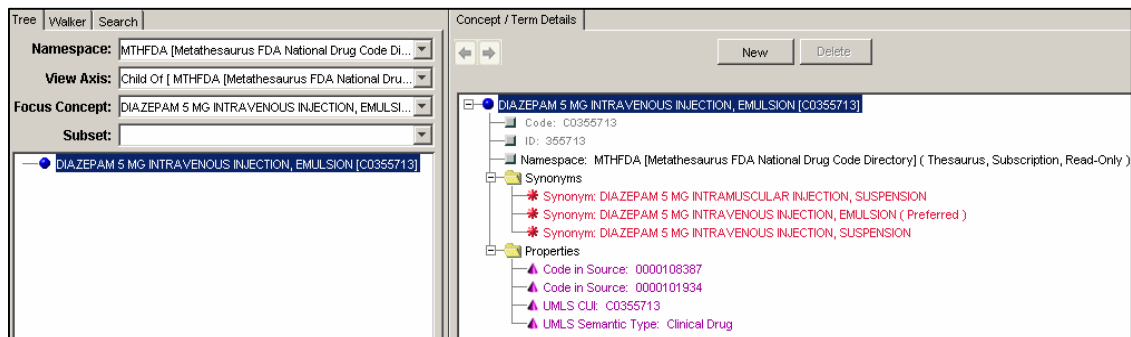 Tree Walker Search
Namespace: MTHFDA [Metathesaurus FDA National Drug Code Di...
View Axis: Child Of [ MTHFDA [Metathesaurus FDA National Dru...
Focus Concept: DIAZEPAM 5 MG INTRAVENOUS INJECTION, EMULSI...
Subset:
DIAZEPAM 5 MG INTRAVENOUS INJECTION, EMULSION [C0355713]
Concept / Term Details
New Delete
DIAZEPAM 5 MG INTRAVENOUS INJECTION, EMULSION [C0355713]
Code: C0355713
ID: 355713
Namespace: MTHFDA [Metathesaurus FDA National Drug Code Directory] ( Thesaurus, Subscription, Read-Only )
Synonyms
Synonym: DIAZEPAM 5 MG INTRAMUSCULAR INJECTION, SUSPENSION
Synonym: DIAZEPAM 5 MG INTRAVENOUS INJECTION, EMULSION ( Preferred )
Synonym: DIAZEPAM 5 MG INTRAVENOUS INJECTION, SUSPENSION
Properties
Code in Source: 0000108387
Code in Source: 0000101934
UMLS CUI: C0355713
UMLS Semantic Type: Clinical Drug